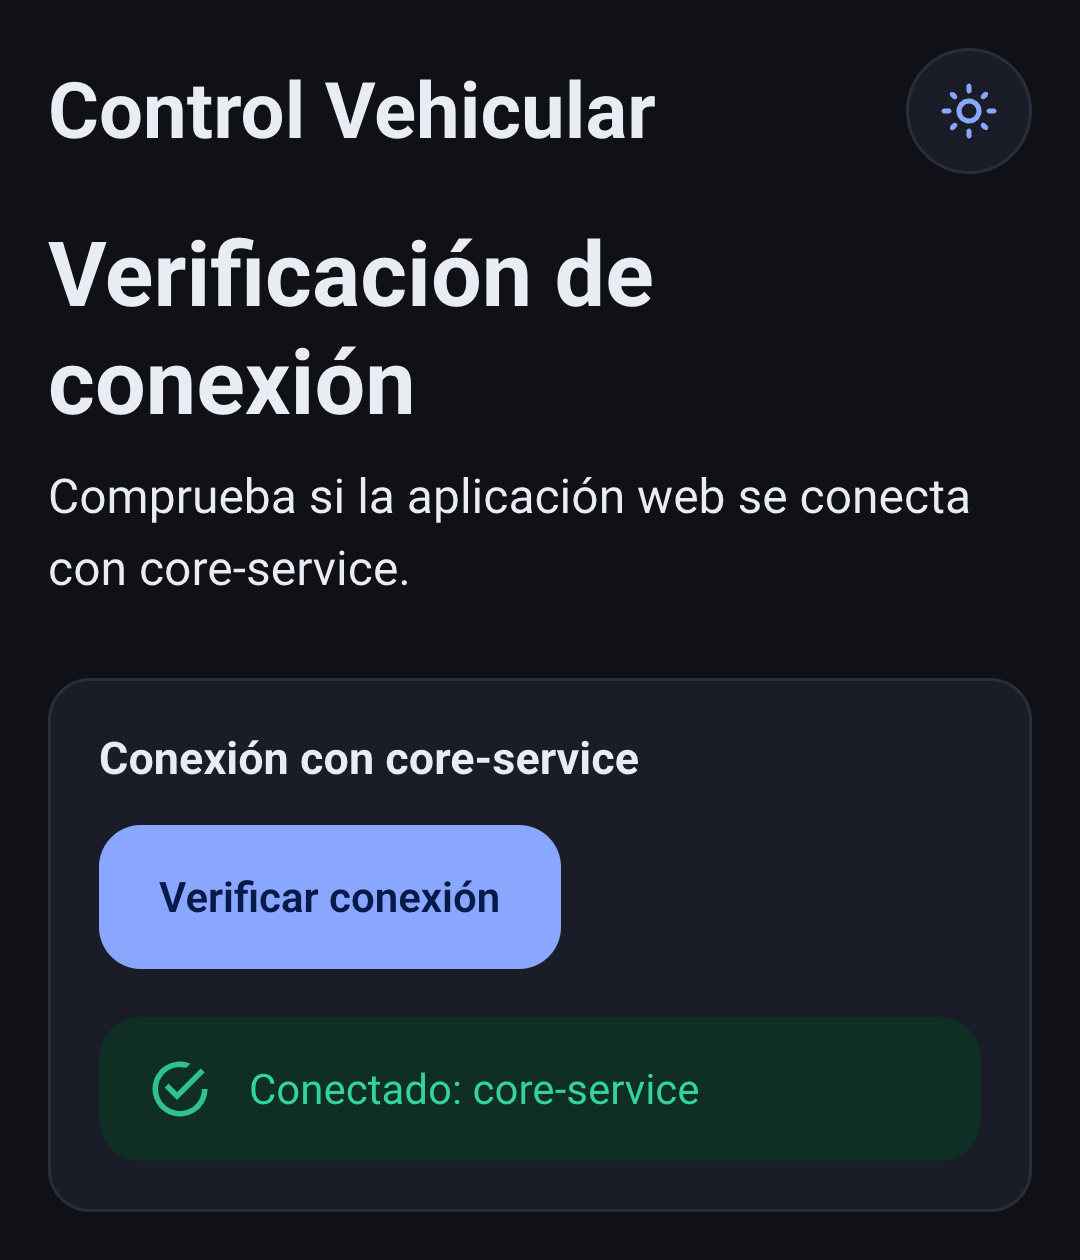 Control Vehicular
Verificación de
conexión
Comprueba si la aplicación web se conecta
con core-service.
Conexión con core-service
Verificar conexión
Conectado: core-service